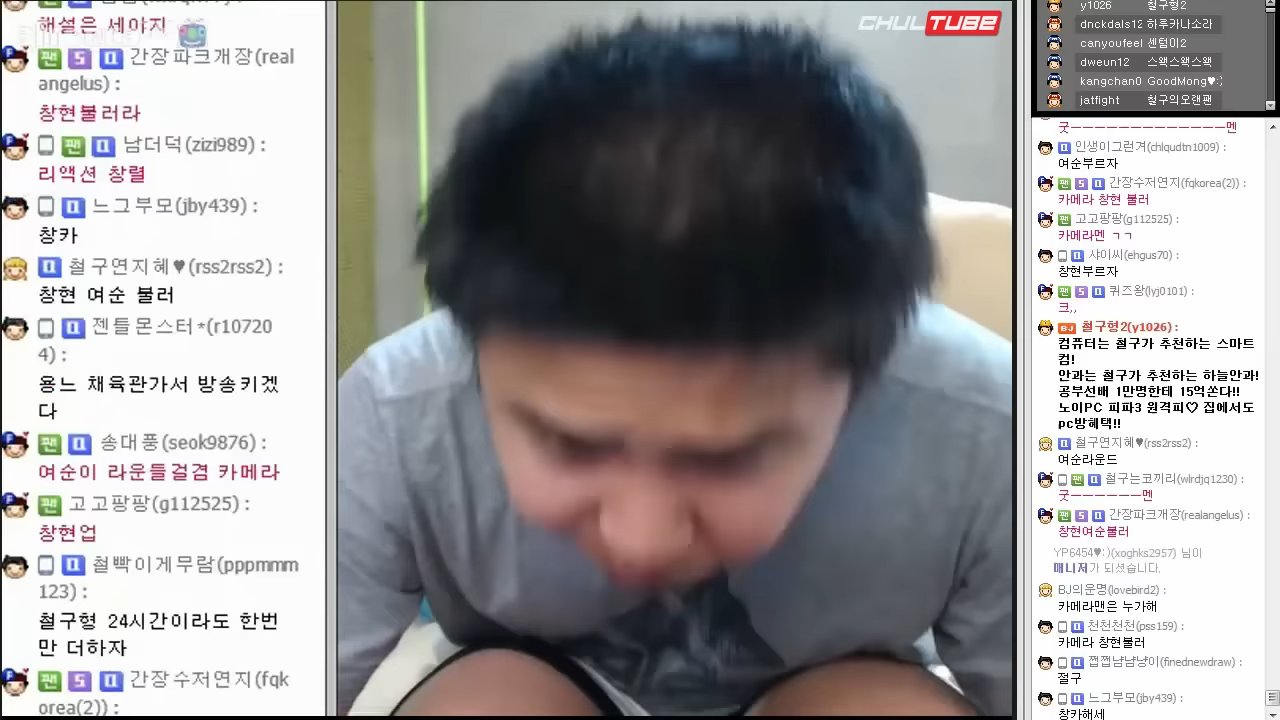 해설은 세야지
간장파크개장(real
angelus) :
창현불러라
남더덕(zizi989) :
리액션 창렬
느그부모(jby439) :
창카
철구연지혜♥(rss2rss2) :
창현 여순 불러
젠틀몬스터*(r10720
4) :
용느 채육관가서 방송키겠
다
송대풍(seok9876) :
여순이 라운들걸겸 카메라
고고팡팡(g112525) :
창현업
철빡이게무람(pppmmm
123) :
철구형 24시간이라도 한번
만 더하자
간장수저연지(fqk
orea(2)) :
CHULTUBE
y1026 철구형2
dnckdals12 하루카나소라
canyoufeel 센텀이2
dweun12 스왝스왝스왝
kangchan0 GoodMong♥:)
jatfight 철구의오랜팬
굿ㅡㅡㅡㅡㅡㅡㅡㅡㅡㅡㅡㅡㅡ멘
인생이그런겨(chlqudtn1009) :
여순부르자
간장수저연지(fqkorea(2)) :
카메라 창현 불러
고고팡팡(g112525) :
카메라멘 ㄱㄱ
샤이씨(ehgus70) :
창현부르자
퀴즈왕(lyj0101) :
크,,
BJ 철구형2(y1026) :
컴퓨터는 철구가 추천하는 스마트
컴!
안과는 철구가 추천하는 하늘안과!
공부선배 1만명한테 15억쏜다!!
노이PC 피파3 원격피♡ 집에서도
pc방혜택!!
철구연지혜♥(rss2rss2) :
여순라운드
철구는코끼리(wlrdjq1230) :
굿ㅡㅡㅡㅡㅡㅡ멘
간장파크개장(realangelus) :
창현여순불러
YP6454♥:)(xoghks2957) 님이
매니저가 되셨습니다.
BJ의운명(lovebird2) :
카메라맨은 누가해
천천천천(pss159) :
카메라 창현불러
쩝쩝냠냠냥이(finednewdraw) :
절구
느그부모(jby439) :
창카해쎄